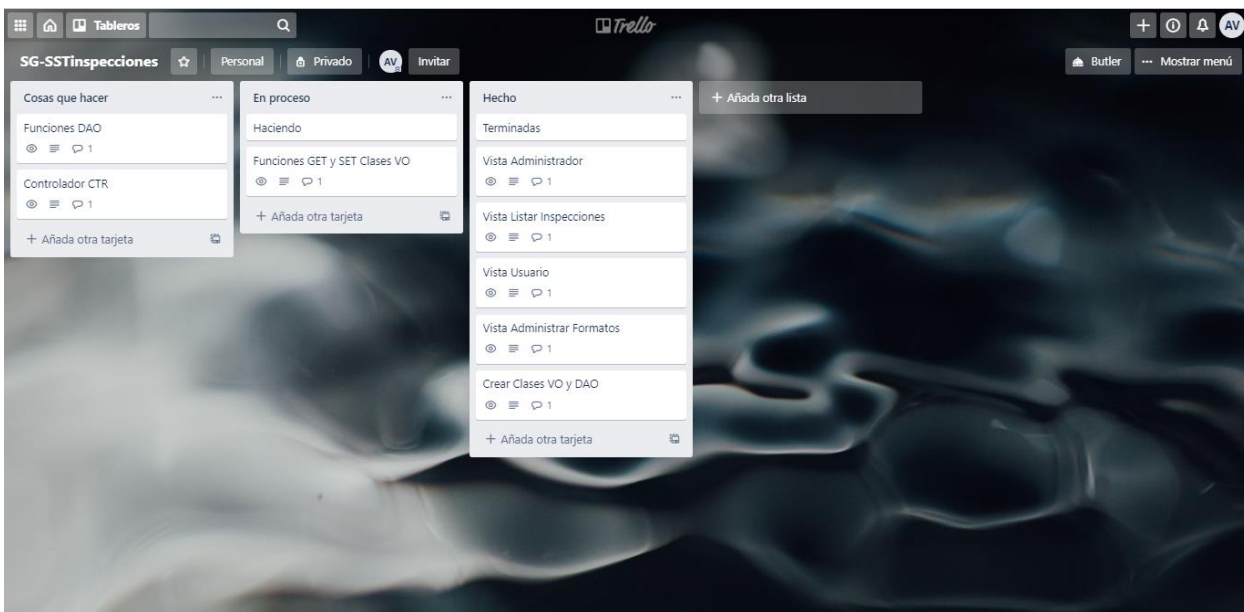 Tableros
Trello
AV
SG-SSTinspecciones
Personal
Privado
AV
Invitar
Butler
Mostrar menú
Cosas que hacer
Funciones DAO
1
Controlador CTR
1
+ Añada otra tarjeta
En proceso
Haciendo
Funciones GET y SET Clases VO
1
+ Añada otra tarjeta
Hecho
Terminadas
Vista Administrador
1
Vista Listar Inspecciones
1
Vista Usuario
1
Vista Administrar Formatos
1
Crear Clases VO y DAO
1
+ Añada otra tarjeta
+ Añada otra lista